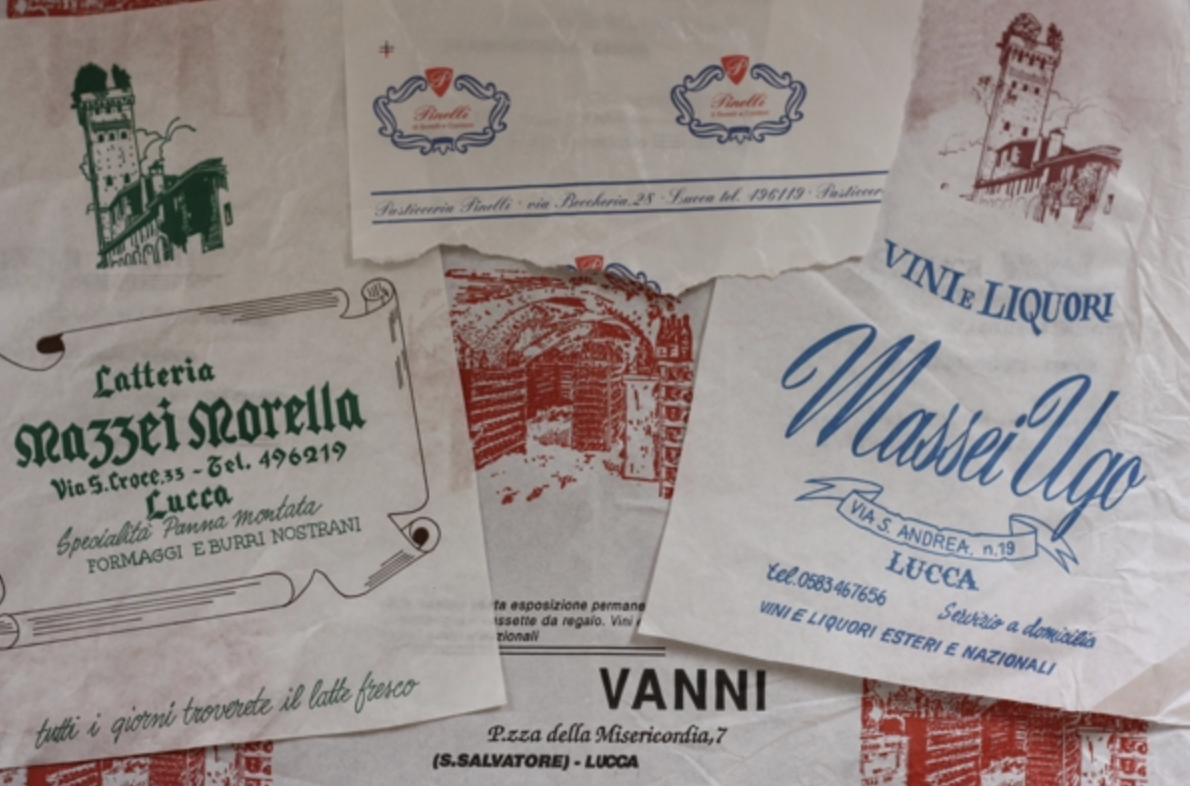 Pinelli
Pinelli
Pasticceria Pinelli · via Beccheria, 28 · Lucca tel. 496119 · Pasticcer
Latteria
Mazzei Morella
Via S. Croce, 33 - Tel. 496219
Lucca
Specialità Panna montata
FORMAGGI E BURRI NOSTRANI
tutti i giorni troverete il latte fresco
VINI E LIQUORI
Massei Ugo
VIA S. ANDREA, n.19
LUCCA
tel. 0583 467656
Servizio a domicilio
VINI E LIQUORI ESTERI E NAZIONALI
ta esposizione permane
ssette da regalo. Vini
zionali
VANNI
P.zza della Misericordia, 7
(S.SALVATORE) - LUCCA